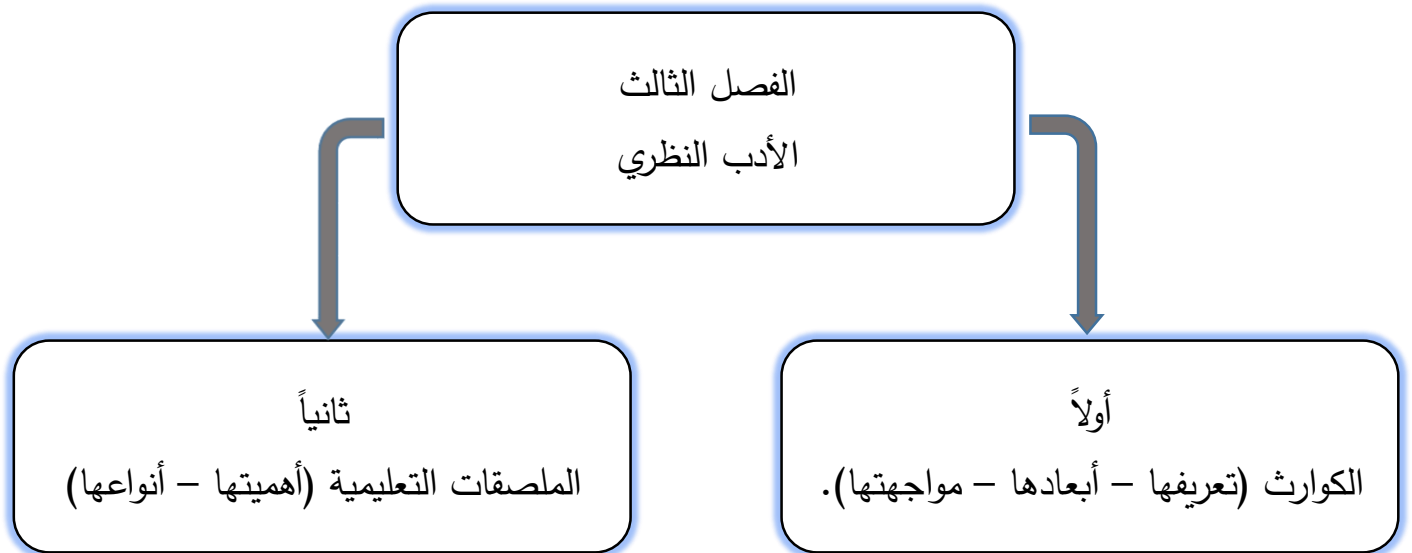 الفصل الثالث
الأدب النظري
أولاً
الكوارث (تعريفها – أبعادها – مواجهتها).
ثانياً
الملصقات التعليمية (أهميتها – أنواعها)